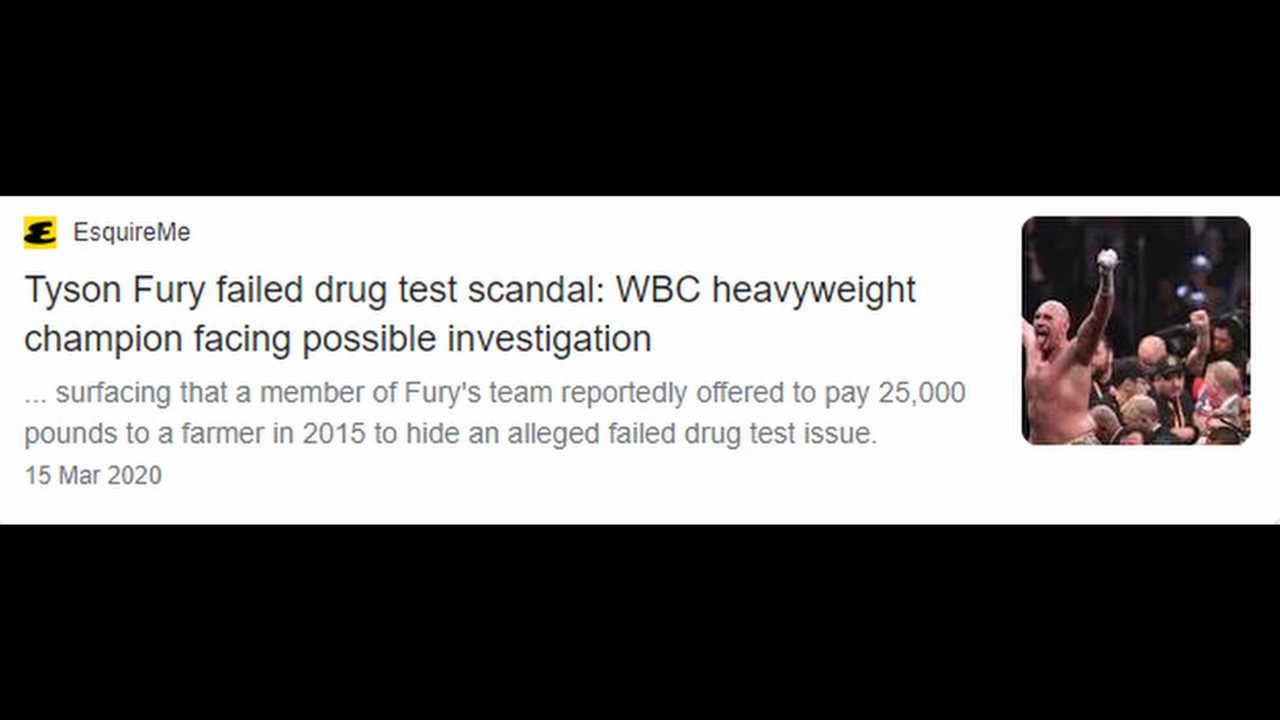 EsquireMe
Tyson Fury failed drug test scandal: WBC heavyweight
champion facing possible investigation
... surfacing that a member of Fury's team reportedly offered to pay 25,000
pounds to a farmer in 2015 to hide an alleged failed drug test issue.
15 Mar 2020